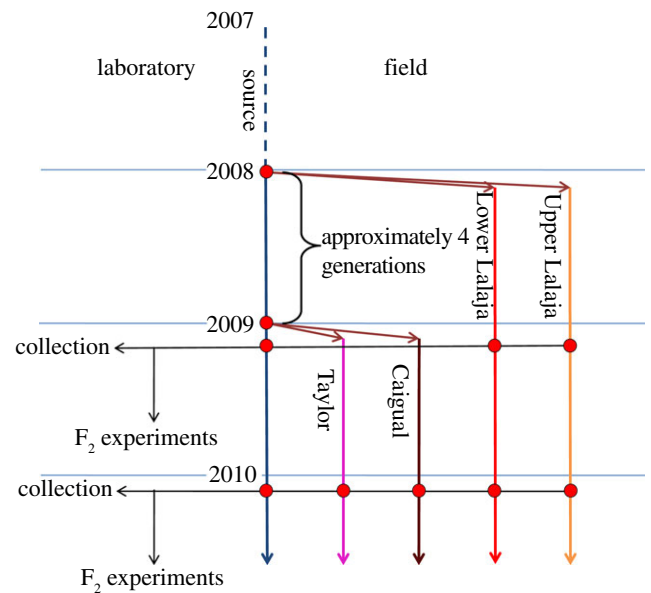 2007
laboratory
field
source
2008
Lower Lalaja
Upper Lalaja
approximately 4
generations
2009
collection
Taylor
Caigual
F₂ experiments
2010
collection
F₂ experiments